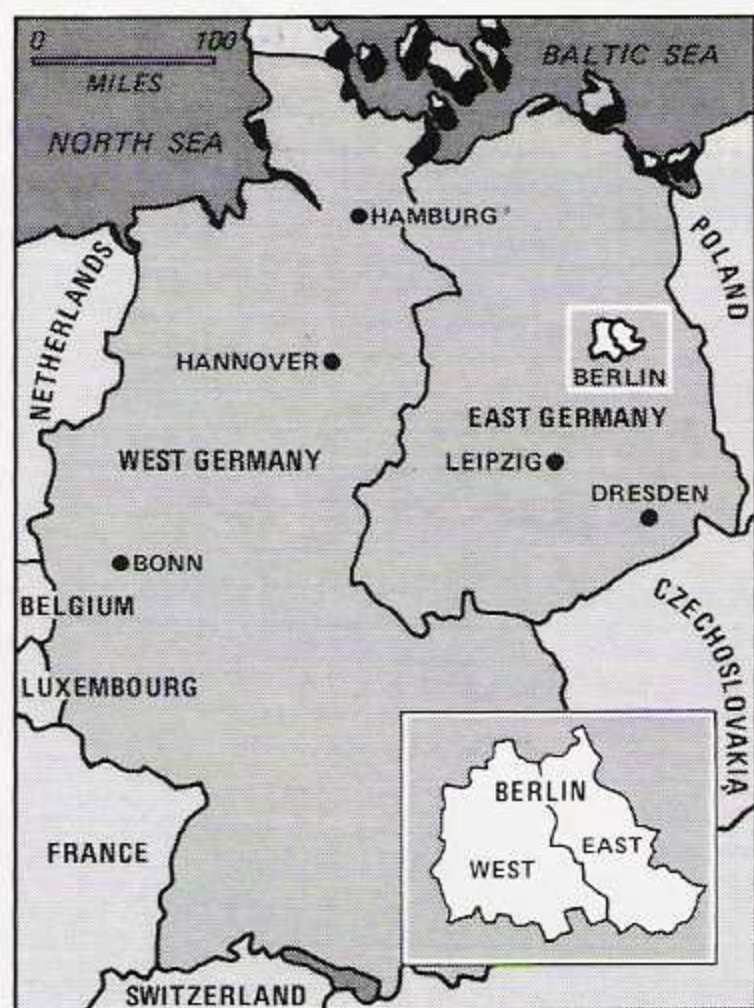 0 100
MILES
BALTIC SEA
NORTH SEA
HAMBURG
POLAND
NETHERLANDS
HANNOVER
BERLIN
EAST GERMANY
WEST GERMANY
LEIPZIG
DRESDEN
BONN
BELGIUM
CZECHOSLOVAKIA
LUXEMBOURG
BERLIN
EAST
WEST
FRANCE
SWITZERLAND